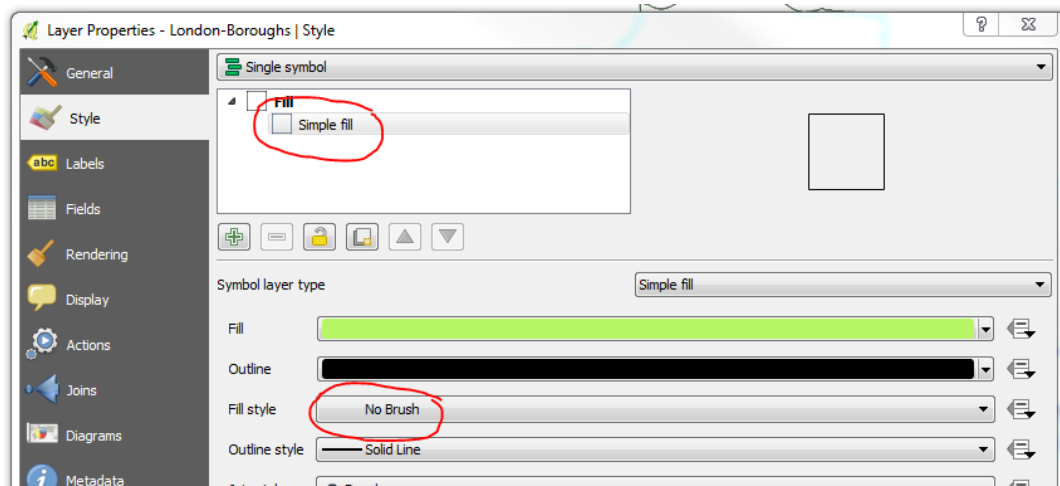 Layer Properties - London-Boroughs | Style
General
Style
abc Labels
Fields
Rendering
Display
Actions
Joins
Diagrams
Metadata
Single symbol
Fill
Simple fill
Symbol layer type
Simple fill
Fill
Outline
Fill style
No Brush
Outline style
Solid Line